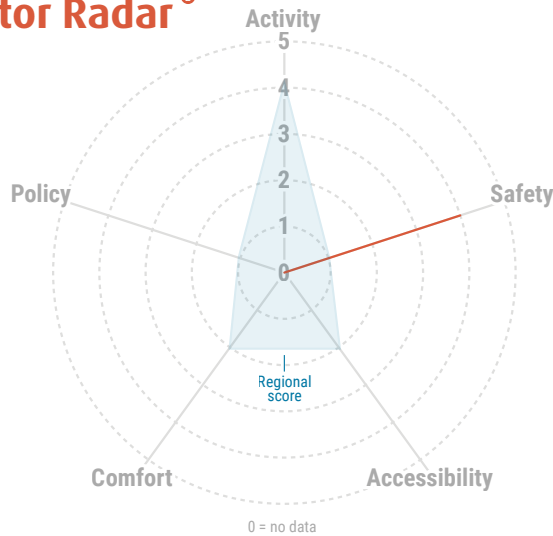 tor Radar
Activity
5
4
3
2
1
0
Policy
Safety
Regional
score
Comfort
Accessibility
0 = no data